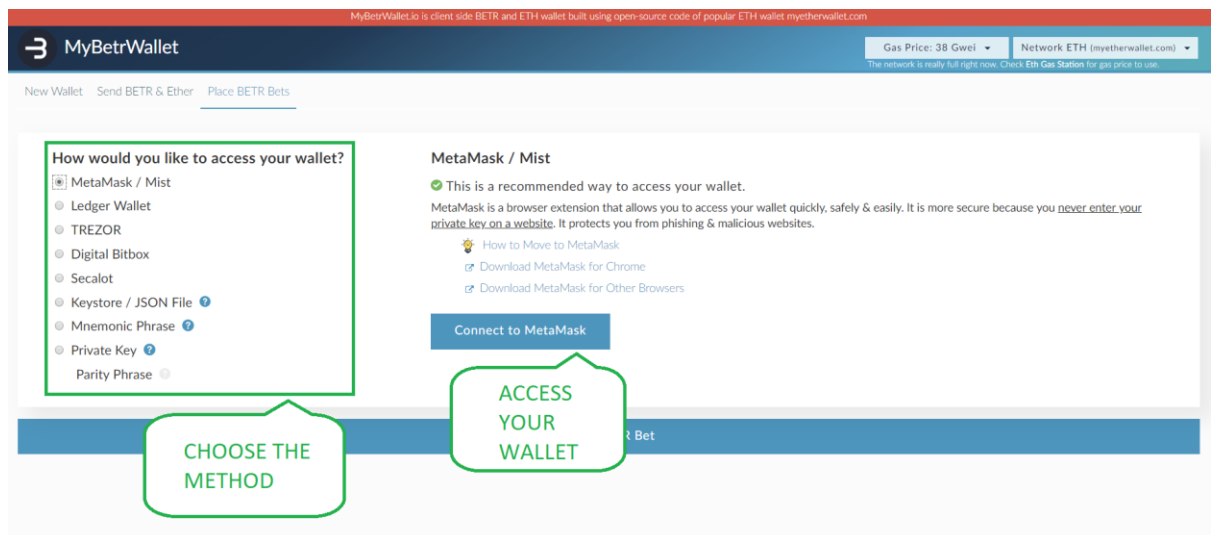 MyBetrWallet.io is client side BETR and ETH wallet built using open-source code of popular ETH wallet myetherwallet.com
MyBetrWallet
Gas Price: 38 Gwei
Network ETH (myetherwallet.com)
The network is really full right now. Check Eth Gas Station for gas price to use.
New Wallet Send BETR & Ether Place BETR Bets
How would you like to access your wallet?
MetaMask / Mist
Ledger Wallet
TREZOR
Digital Bitbox
Secalot
Keystore / JSON File ?
Mnemonic Phrase ?
Private Key ?
Parity Phrase ?
MetaMask / Mist
This is a recommended way to access your wallet.
MetaMask is a browser extension that allows you to access your wallet quickly, safely & easily. It is more secure because you never enter your
private key on a website. It protects you from phishing & malicious websites.
How to Move to MetaMask
Download MetaMask for Chrome
Download MetaMask for Other Browsers
Connect to MetaMask
CHOOSE THE
METHOD
ACCESS
YOUR
WALLET
Bet